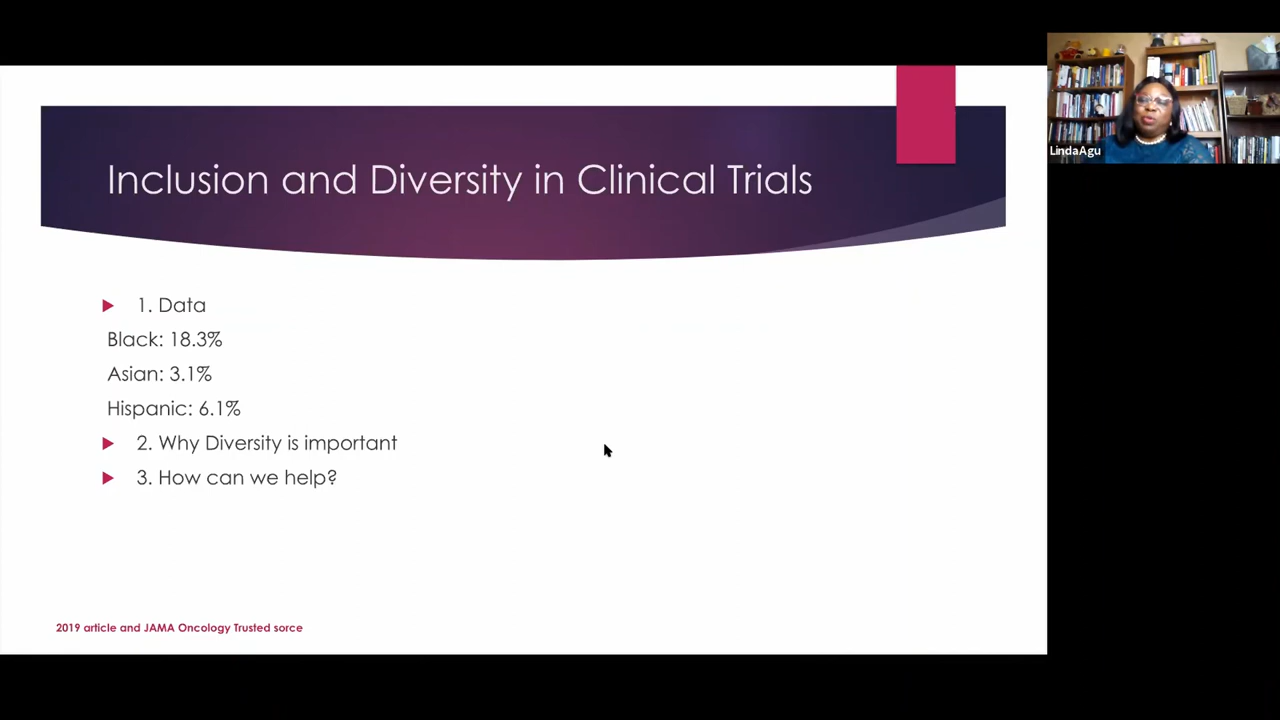 Inclusion and Diversity in Clinical Trials
1. Data
Black: 18.3%
Asian: 3.1%
Hispanic: 6.1%
2. Why Diversity is important
3. How can we help?
2019 article and JAMA Oncology Trusted sorce
LindaAgu